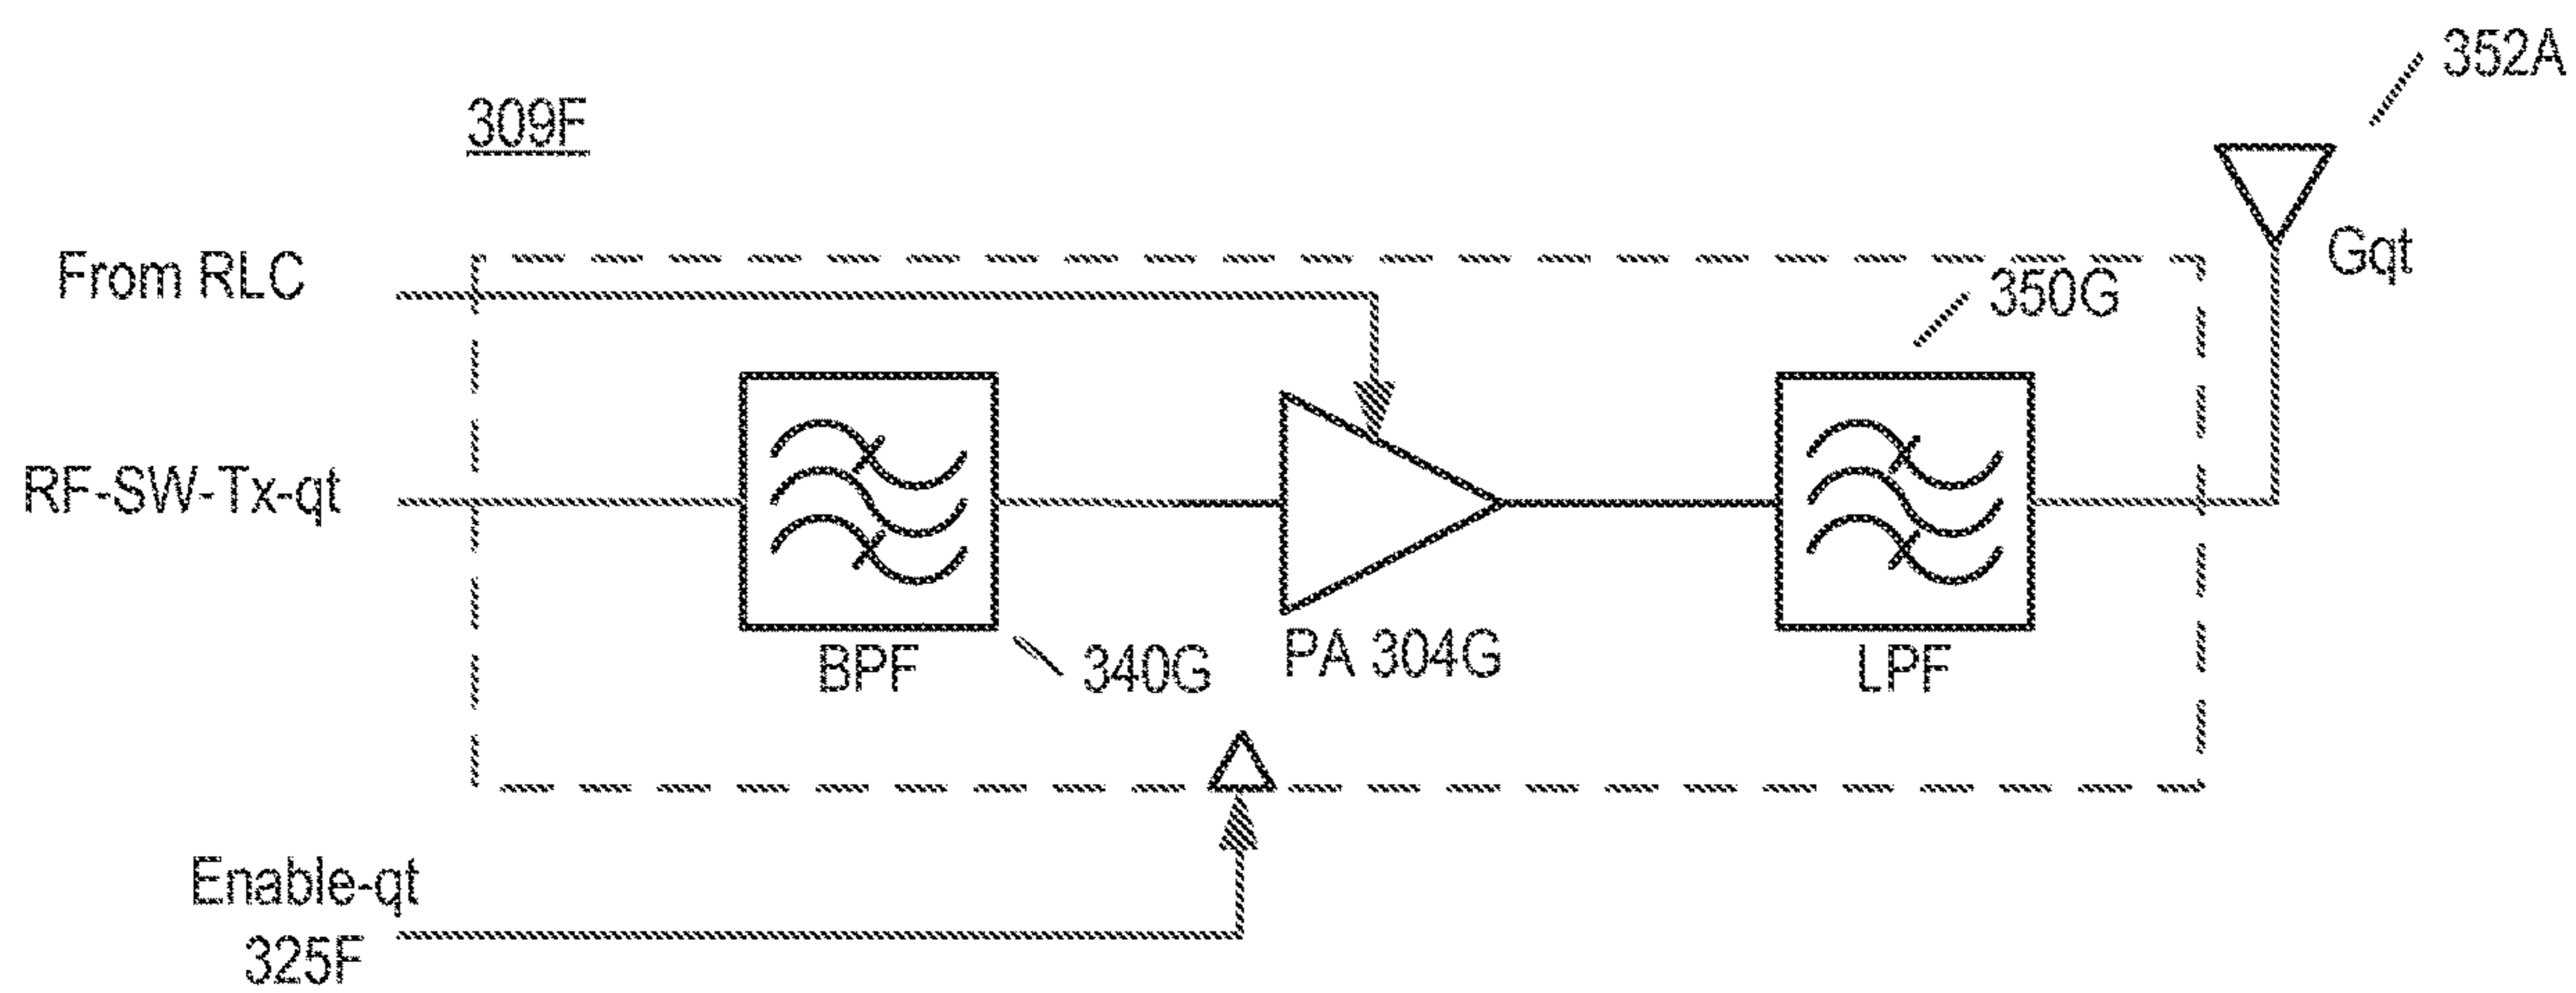 352A
309F
Gqt
From RLC
350G
RF-SW-Tx-qt
BPF
340G
PA 304G
LPF
Enable-qt
325F